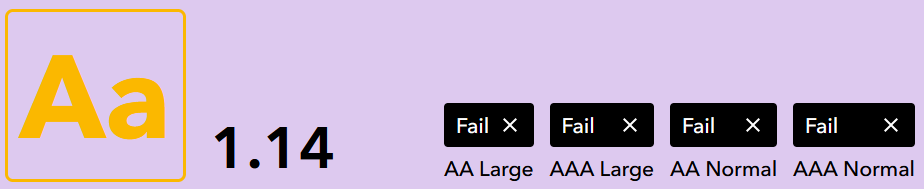 Aa
1.14
Fail × Fail × Fail × Fail ×
AA Large AAA Large AA Normal AAA Normal